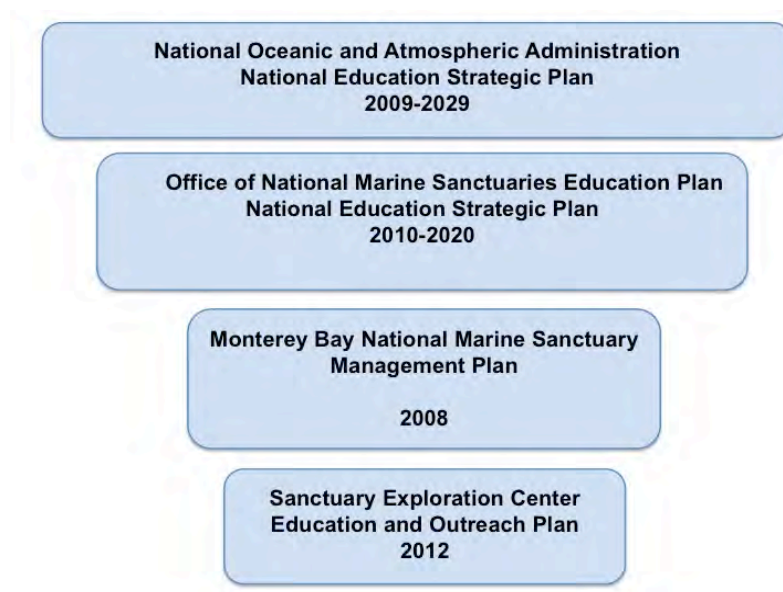 National Oceanic and Atmospheric Administration
National Education Strategic Plan
2009-2029
Office of National Marine Sanctuaries Education Plan
National Education Strategic Plan
2010-2020
Monterey Bay National Marine Sanctuary
Management Plan
2008
Sanctuary Exploration Center
Education and Outreach Plan
2012